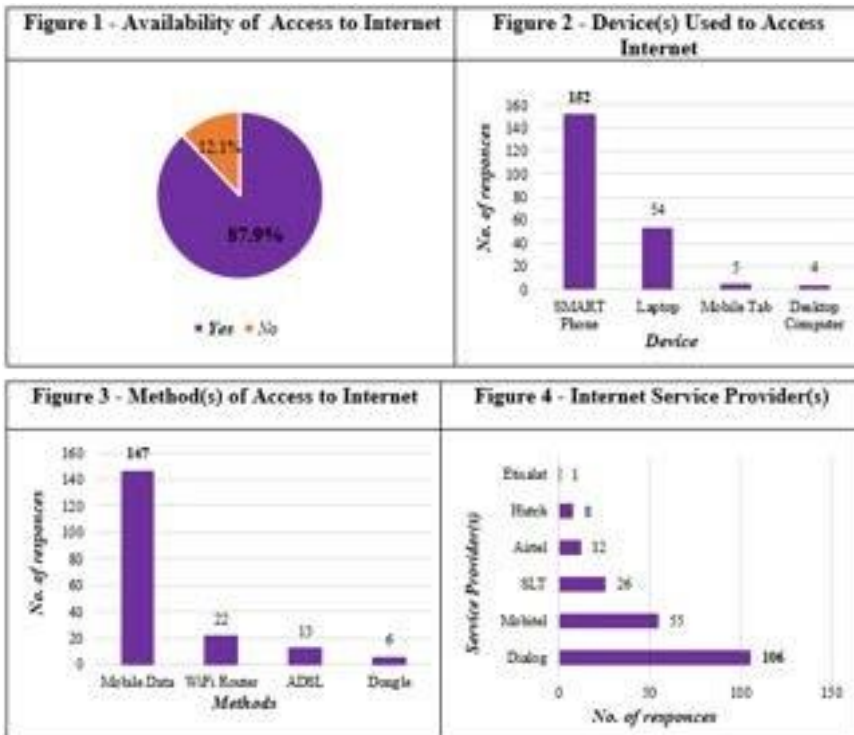 Figure 1 - Availability of Access to Internet
12.1%
87.9%
Yes No
Figure 2 - Device(s) Used to Access
Internet
No. of responces
160
140
120
100
80
60
40
20
0
152
54
5
4
SMART
Phone
Laptop
Mobile Tab
Desktop
Computer
Device
Figure 3 - Method(s) of Access to Internet
No. of responces
160
140
120
100
80
60
40
20
0
147
22
13
6
Mobile Data
WiFi Router
ADSL
Dongle
Methods
Figure 4 - Internet Service Provider(s)
Service Provider(s)
Etisalat 1
Hutch 8
Airtel 12
SLT 26
Mobitel 55
Dialog 106
0 50 100 150
No. of responces